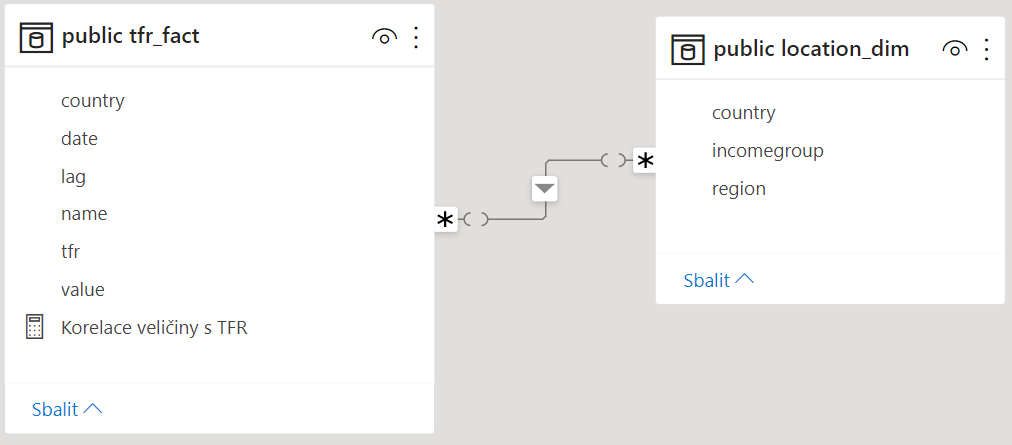 public tfr_fact
country
date
lag
name
tfr
value
Korelace veličiny s TFR
Sbalit
*
*
public location_dim
country
incomegroup
region
Sbalit